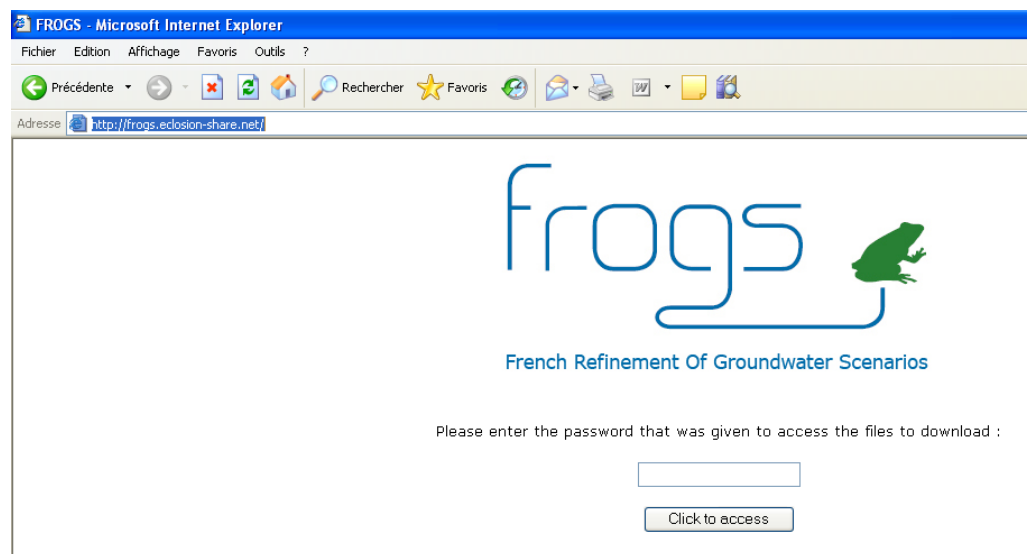 FROGS - Microsoft Internet Explorer
Fichier Edition Affichage Favoris Outils ?
Précédente Rechercher Favoris W
Adresse http://frogs.eclosion-share.net/
frogs
French Refinement Of Groundwater Scenarios
Please enter the password that was given to access the files to download :
Click to access